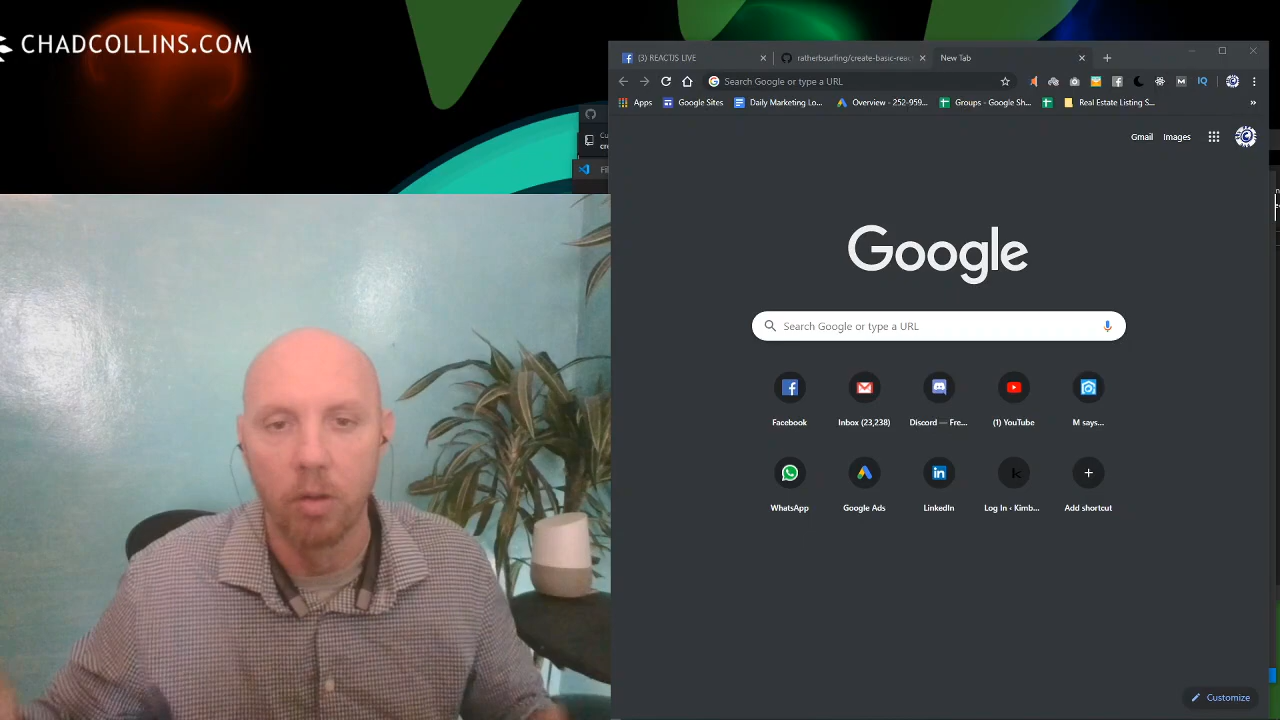 CHADCOLLINS.COM
(3) REACTJS LIVE
ratherbsurfing/create-basic-reac
New Tab
Search Google or type a URL
Apps
Google Sites
Daily Marketing Lo...
Overview - 252-959...
Groups - Google Sh...
Real Estate Listing S...
»
Gmail
Images
Google
Search Google or type a URL
Facebook
Inbox (23,238)
Discord — Fre...
(1) YouTube
M says...
WhatsApp
Google Ads
LinkedIn
Log In ‹ Kimb...
Add shortcut
Customize